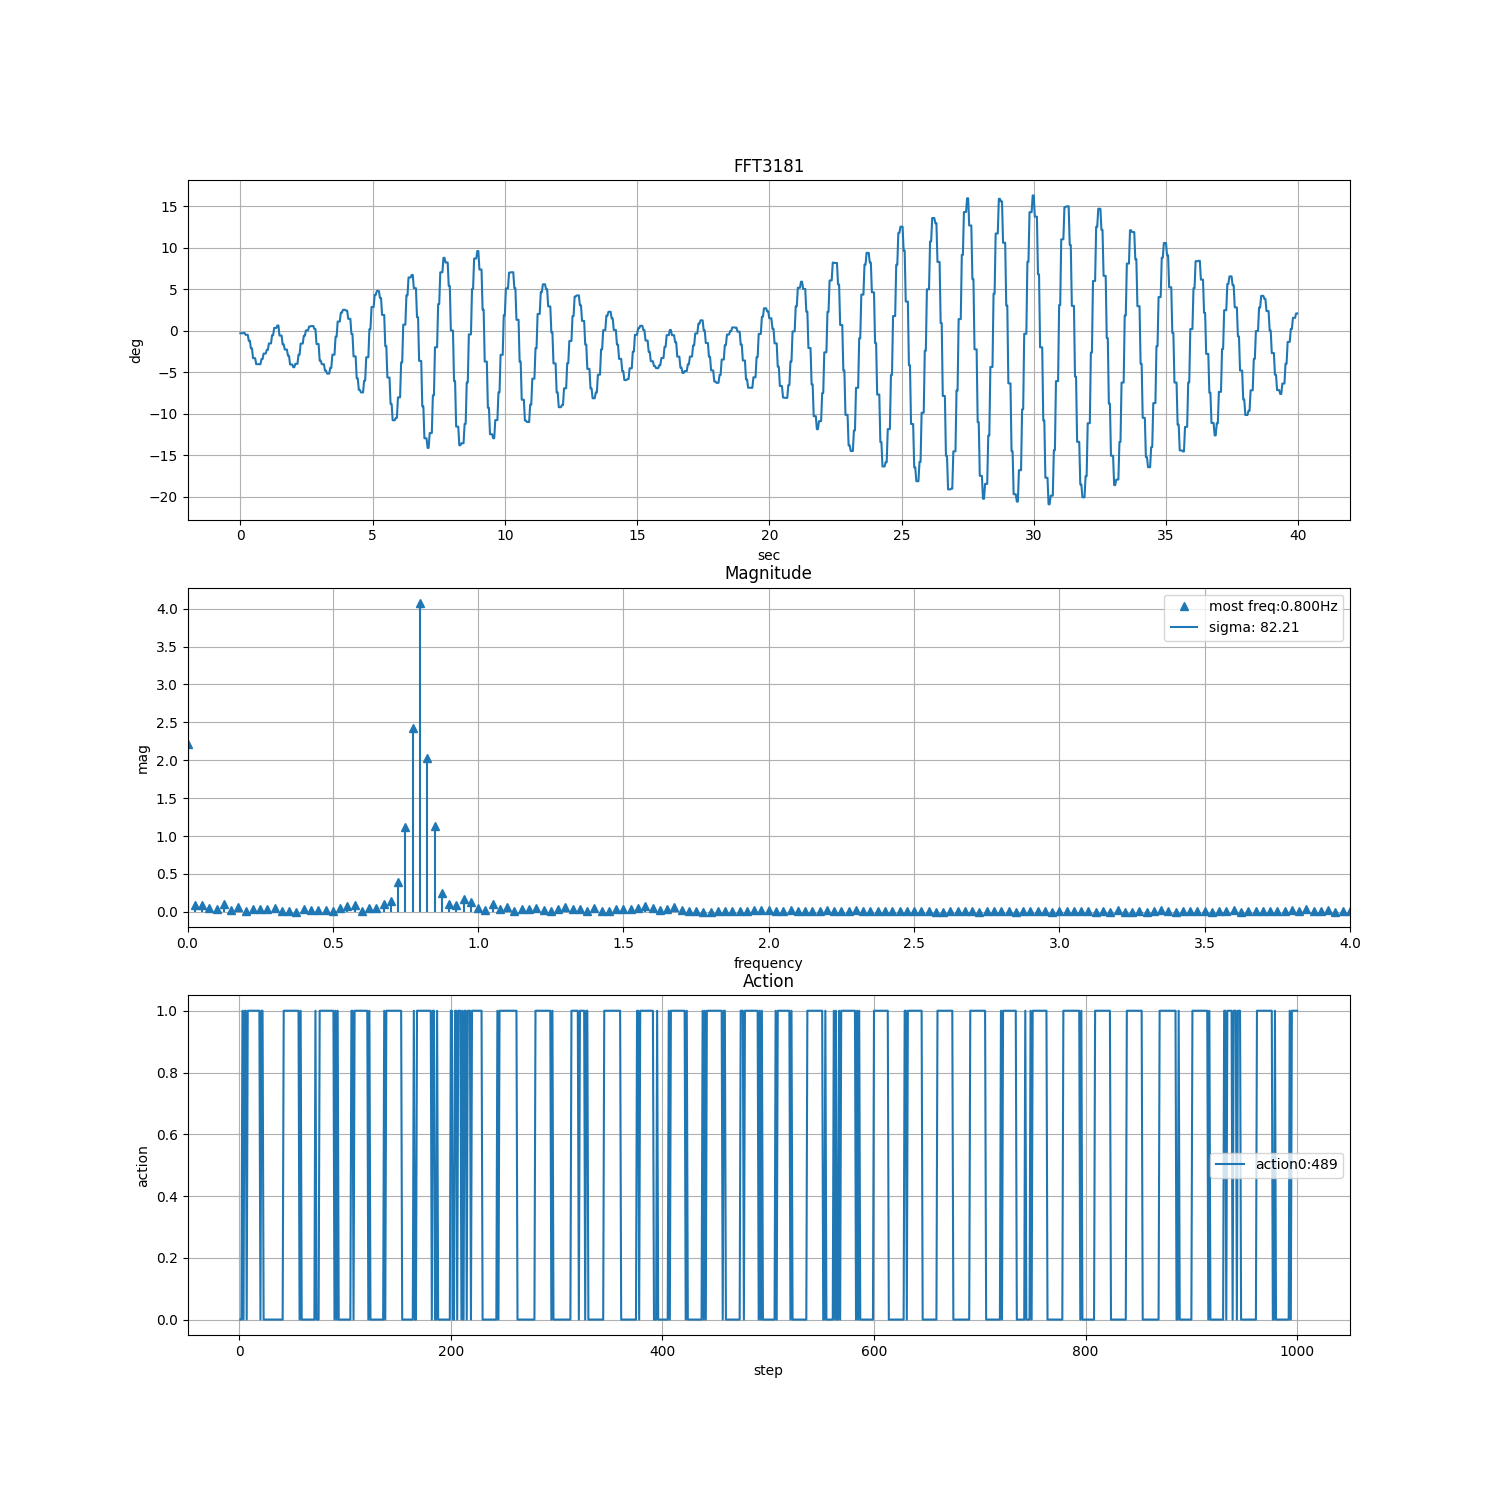 FFT3181
15
10
5
0
−5
−10
−15
−20
deg
0 5 10 15 20 25 30 35 40
sec
Magnitude
4.0
3.5
3.0
2.5
2.0
1.5
1.0
0.5
0.0
mag
most freq:0.800Hz
sigma: 82.21
0.0 0.5 1.0 1.5 2.0 2.5 3.0 3.5 4.0
frequency
Action
1.0
0.8
0.6
0.4
0.2
0.0
action
action0:489
0 200 400 600 800 1000
step